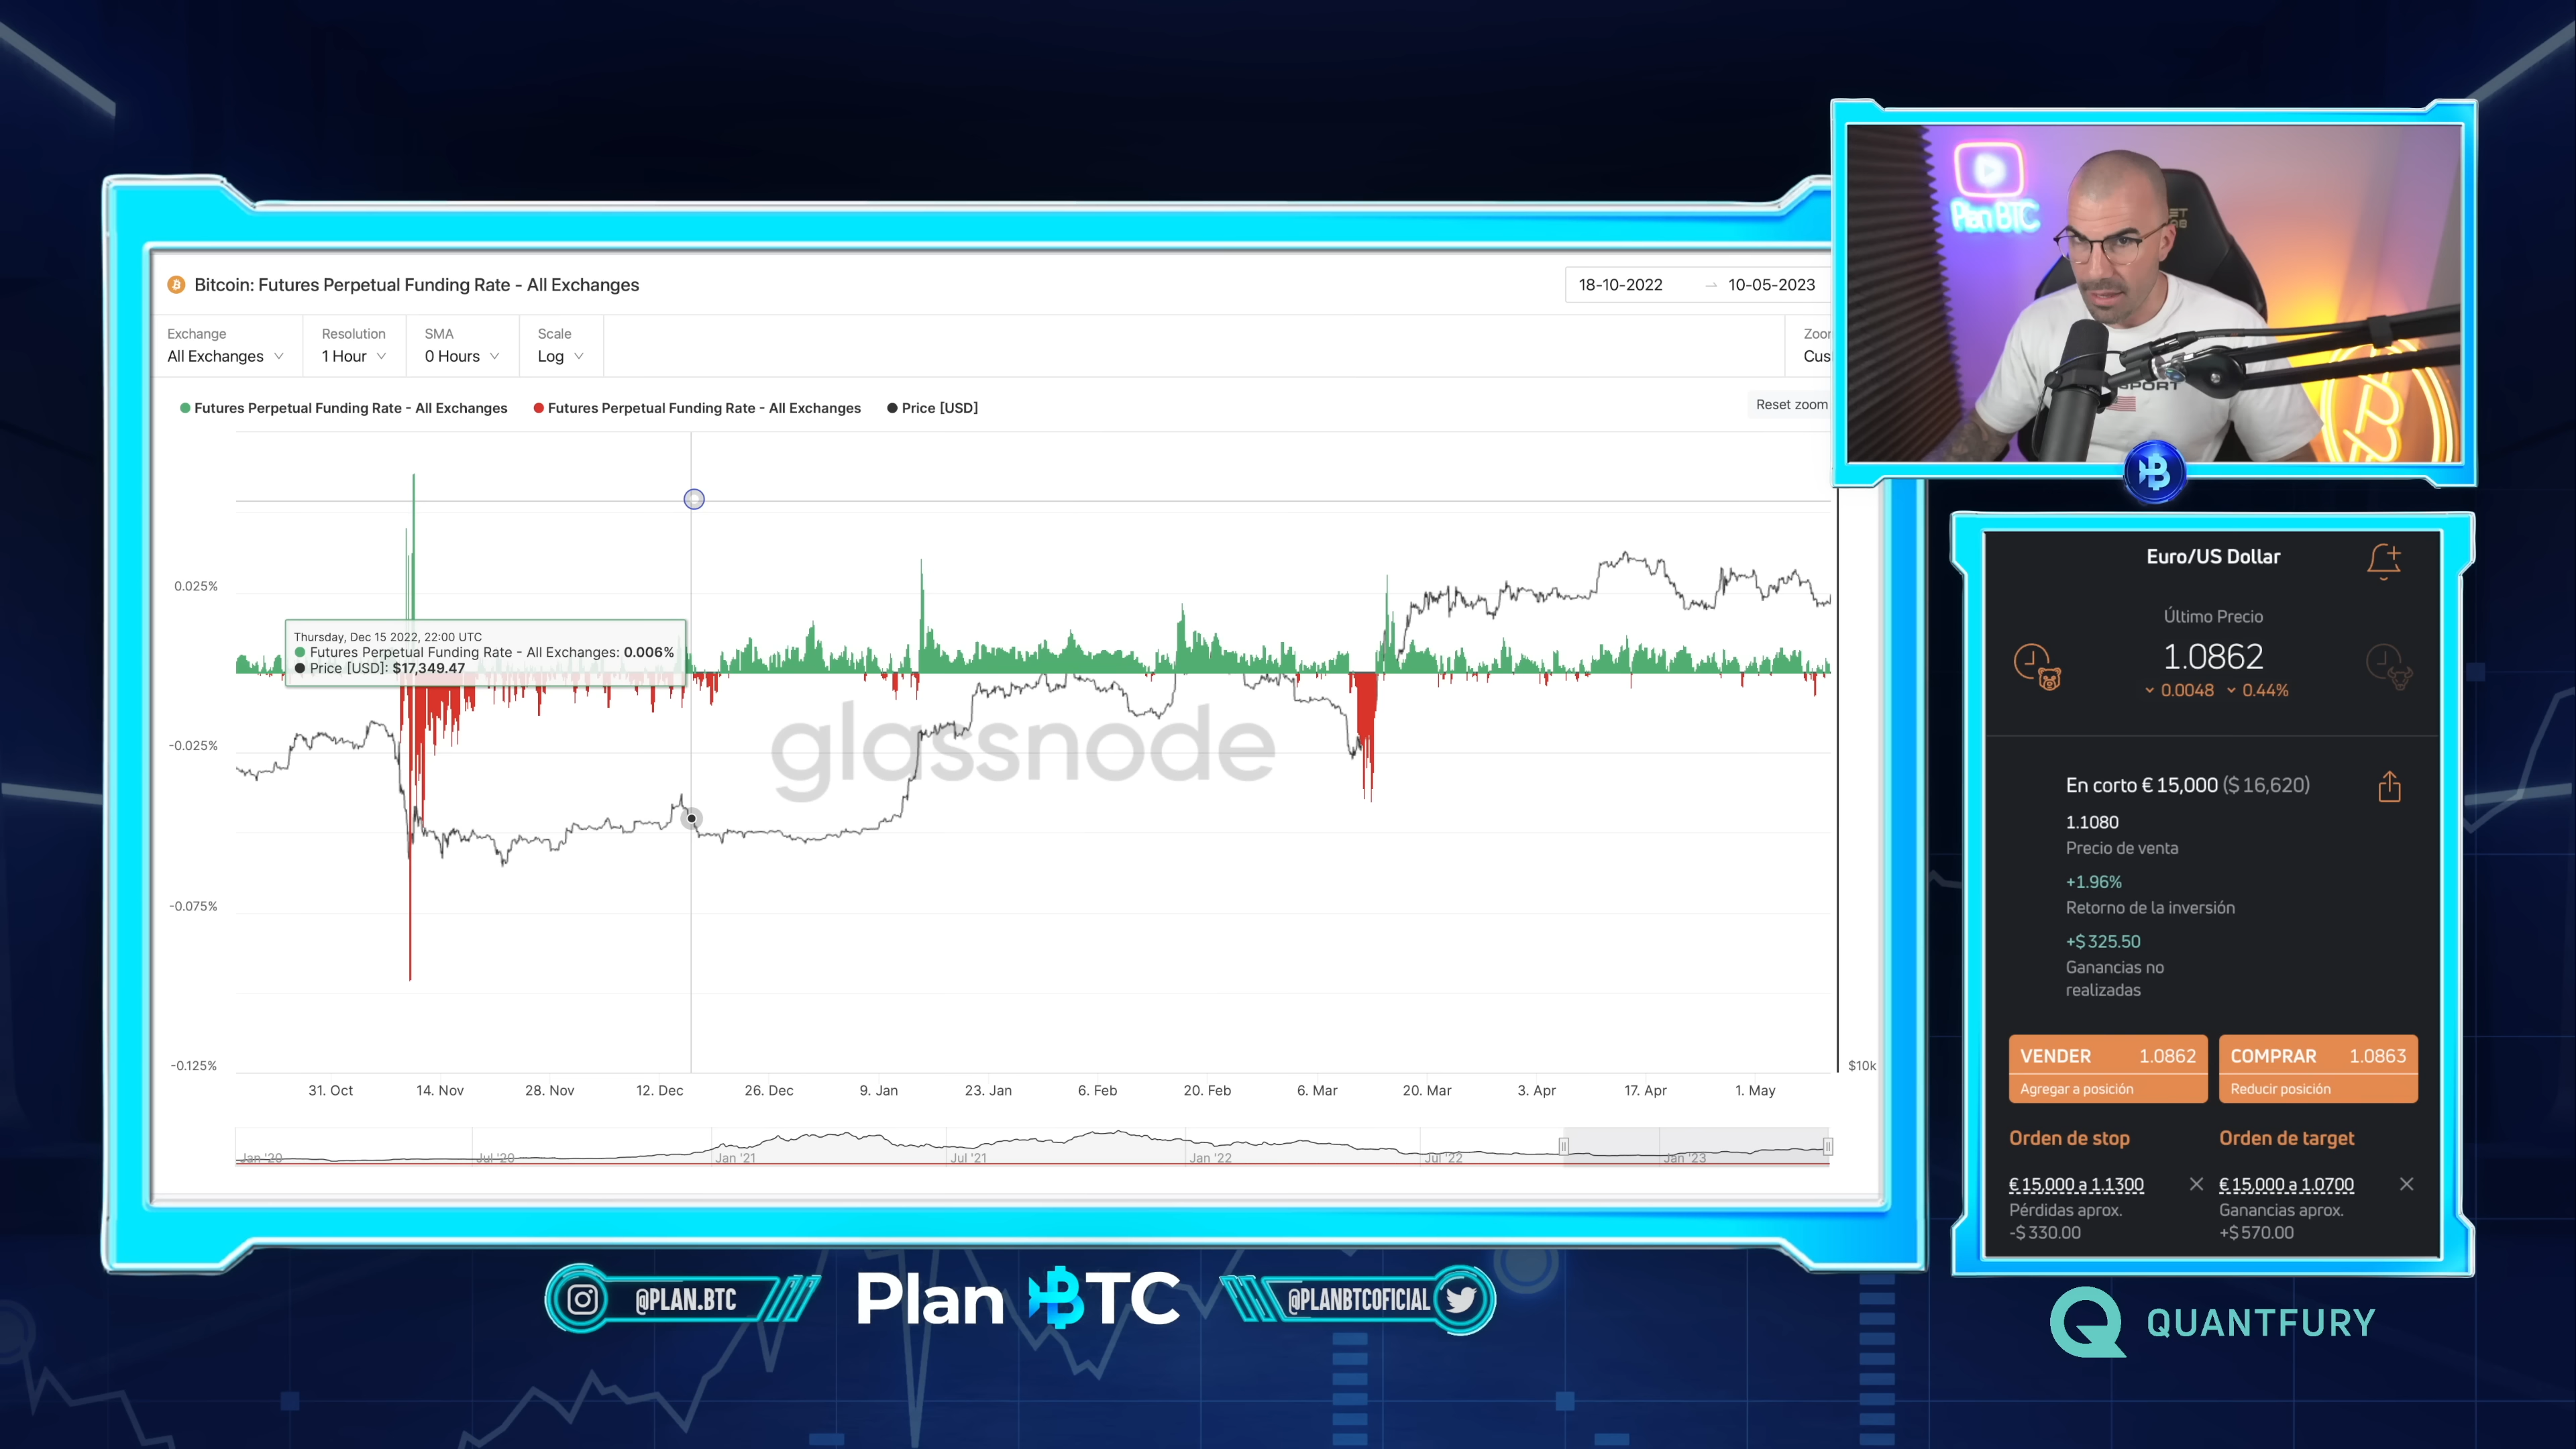 Bitcoin: Futures Perpetual Funding Rate - All Exchanges
18-10-2022 → 10-05-2023
Exchange
All Exchanges
Resolution
1 Hour
SMA
0 Hours
Scale
Log
Zoo
Cus
Futures Perpetual Funding Rate - All Exchanges
Futures Perpetual Funding Rate - All Exchanges
Price [USD]
Reset zoom
0.025%
-0.025%
-0.075%
-0.125%
Thursday, Dec 15 2022, 22:00 UTC
Futures Perpetual Funding Rate - All Exchanges: 0.006%
Price [USD]: $17,349.47
glassnode
$10k
31. Oct
14. Nov
28. Nov
12. Dec
26. Dec
9. Jan
23. Jan
6. Feb
20. Feb
6. Mar
20. Mar
3. Apr
17. Apr
1. May
Jan '20
Jul '20
Jan '21
Jul '21
Jan '22
Jul '22
Jan '23
Plan BTC
SPORT
Euro/US Dollar
Último Precio
1.0862
0.0048 0.44%
En corto € 15,000 ($ 16,620)
1.1080
Precio de venta
+1.96%
Retorno de la inversión
+$ 325.50
Ganancias no
realizadas
VENDER 1.0862
Agregar a posición
COMPRAR 1.0863
Reducir posición
Orden de stop
€ 15,000 a 1.1300
Pérdidas aprox.
-$ 330.00
Orden de target
€ 15,000 a 1.0700
Ganancias aprox.
+$ 570.00
@PLAN.BTC
Plan BTC
@PLANBTCOFICIAL
QUANTFURY